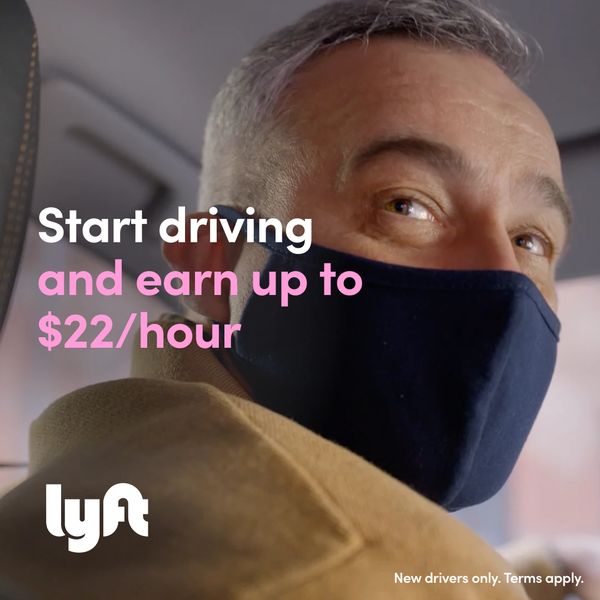 Start driving
and earn up to
$22/hour
lyft
New drivers only. Terms apply.